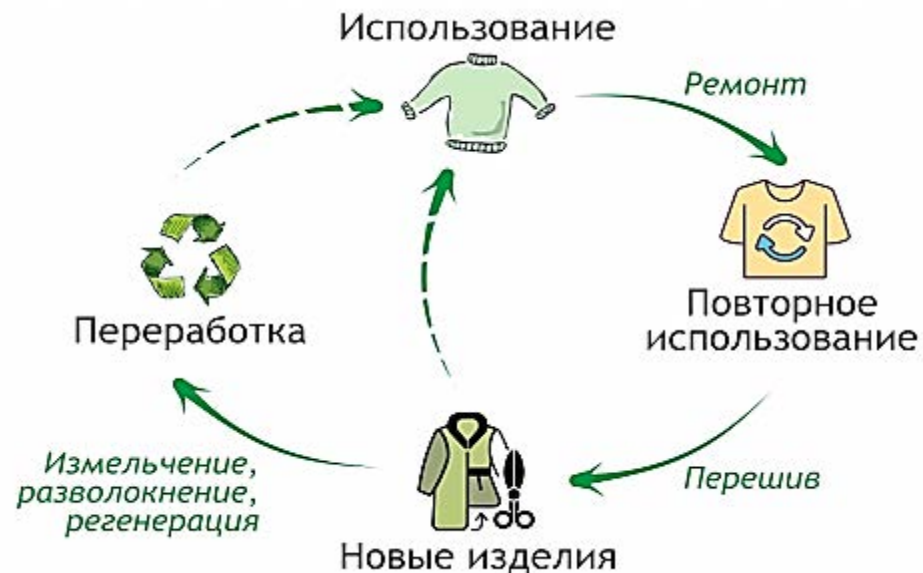 Использование
Ремонт
Повторное
использование
Перешив
Новые изделия
Измельчение,
разволокнение,
регенерация
Переработка